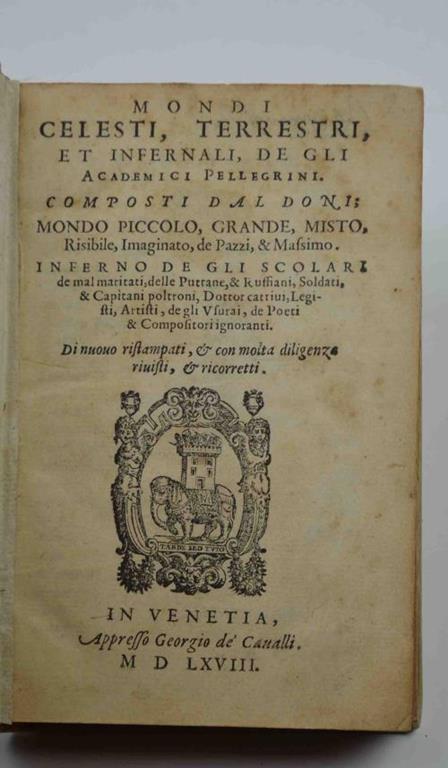 MONDI
CELESTI, TERRESTRI,
ET INFERNALI, DE GLI
ACADEMICI PELLEGRINI.
COMPOSTI DAL DONI;
MONDO PICCOLO, GRANDE, MISTO,
Risibile, Imaginato, de Pazzi, & Maſsimo.
INFERNO DE GLI SCOLARI
de mal maritati, delle Puttane, & Ruffiani, Soldati,
& Capitani poltroni, Dottor cattiui, Legi-
ſti, Artiſti, de gli Vſurai, de Poeti
& Compoſitori ignoranti.
Di nuouo riſtampati, & con molta diligenza
riuiſti, & ricorretti.
TARDE SED TVTO
IN VENETIA,
Appreſſo Georgio de' Caualli.
M D LXVIII.